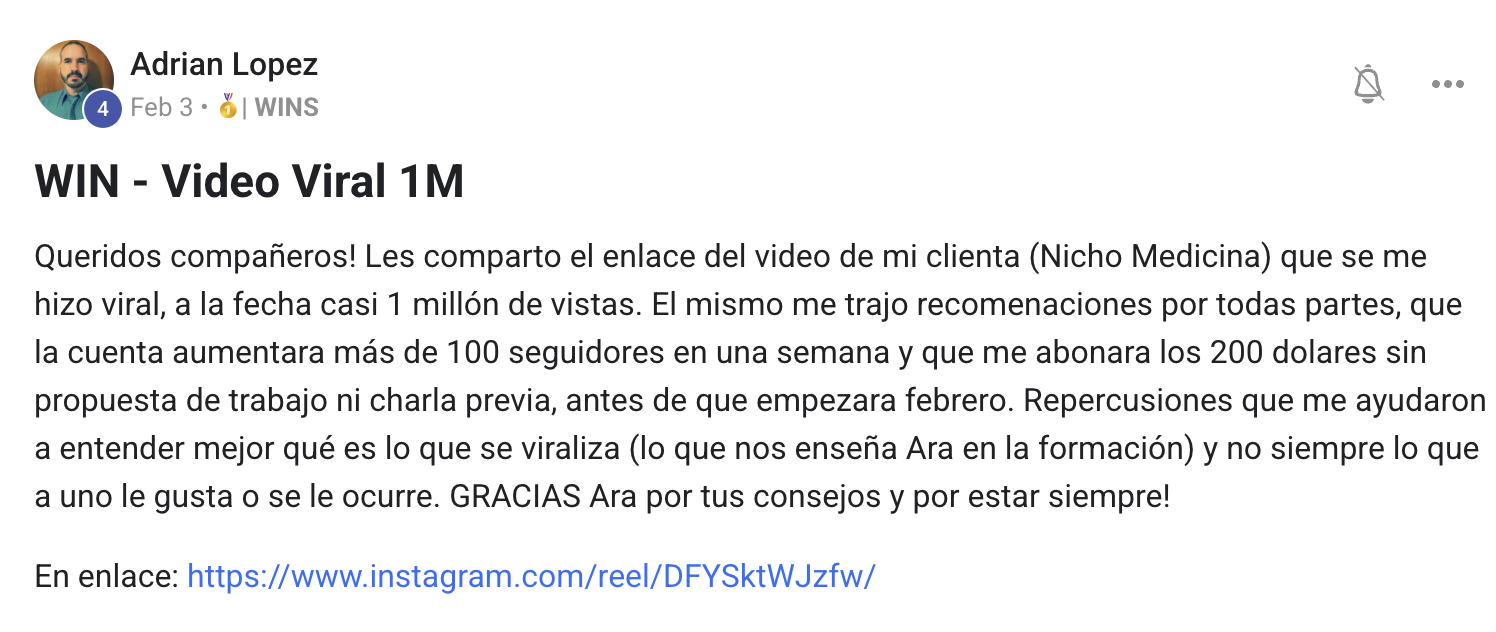 Adrian Lopez
4
Feb 3 • 🥇| WINS
WIN - Video Viral 1M
Queridos compañeros! Les comparto el enlace del video de mi clienta (Nicho Medicina) que se me
hizo viral, a la fecha casi 1 millón de vistas. El mismo me trajo recomenaciones por todas partes, que
la cuenta aumentara más de 100 seguidores en una semana y que me abonara los 200 dolares sin
propuesta de trabajo ni charla previa, antes de que empezara febrero. Repercusiones que me ayudaron
a entender mejor qué es lo que se viraliza (lo que nos enseña Ara en la formación) y no siempre lo que
a uno le gusta o se le ocurre. GRACIAS Ara por tus consejos y por estar siempre!
En enlace: https://www.instagram.com/reel/DFYSktWJzfw/